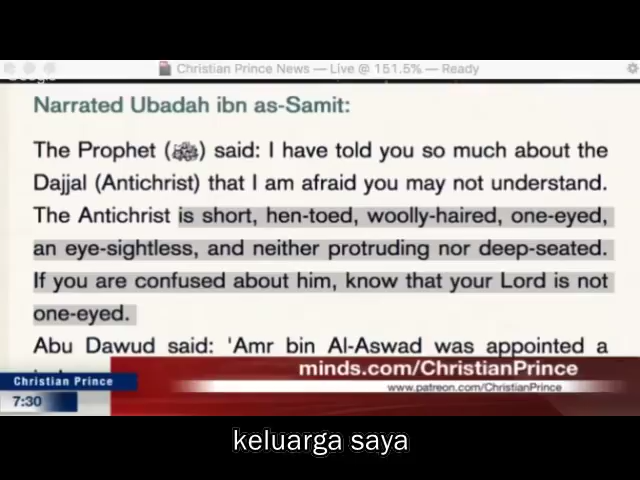 Christian Prince News — Live @ 151.5% — Ready
Narrated Ubadah ibn as-Samit:
The Prophet (ﷺ) said: I have told you so much about the
Dajjal (Antichrist) that I am afraid you may not understand.
The Antichrist is short, hen-toed, woolly-haired, one-eyed,
an eye-sightless, and neither protruding nor deep-seated.
If you are confused about him, know that your Lord is not
one-eyed.
Abu Dawud said: 'Amr bin Al-Aswad was appointed a
minds.com/ChristianPrince
Christian Prince
www.patreon.com/ChristianPrince
7:30
keluarga saya